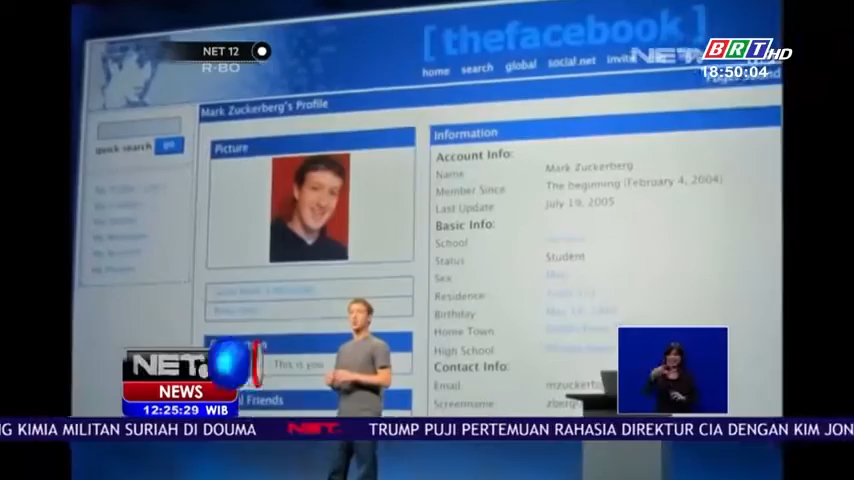 [thefacebook]
NET 12
R-BO
NET
BRT HD
18:50:04
home search global social.net invite
Mark Zuckerberg's Profile
quick search go
Picture
Information
Account Info:
Name Mark Zuckerberg
Member Since The beginning (February 4, 2004)
Last Update July 19, 2005
Basic Info:
School
Status Student
Sex
Residence
Birthday
Home Town
High School
This is you
Contact Info:
Email
Friends
Screenname
NET.
NEWS
12:25:29 WIB
G KIMIA MILITAN SURIAH DI DOUMA NET. TRUMP PUJI PERTEMUAN RAHASIA DIREKTUR CIA DENGAN KIM JON